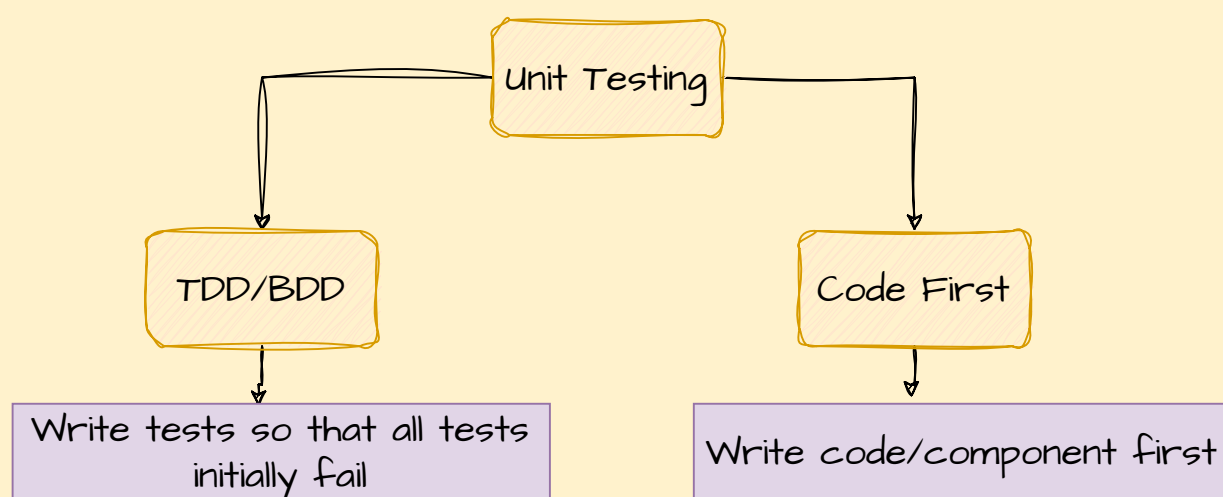 Unit Testing
TDD/BDD
Code First
Write tests so that all tests
initially fail
Write code/component first